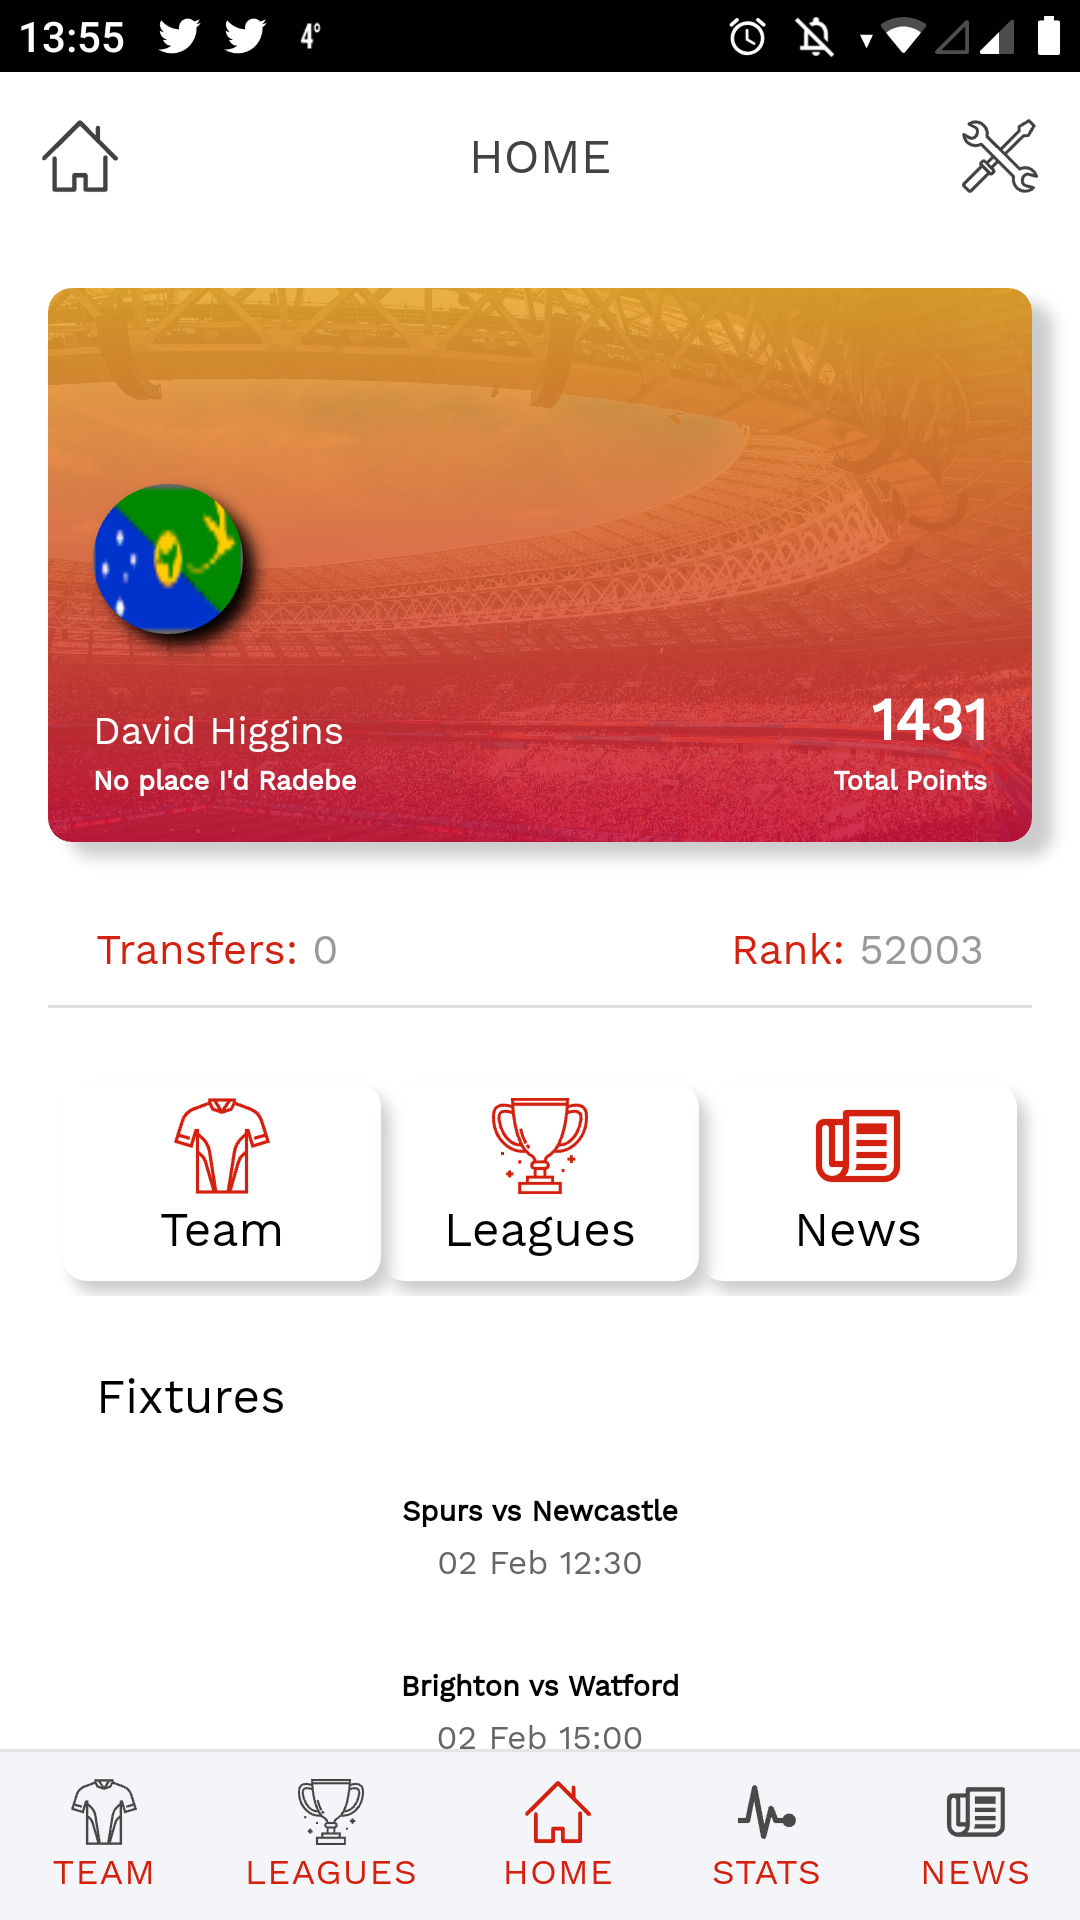 13:55 4°
HOME
David Higgins
No place I'd Radebe
1431
Total Points
Transfers: 0
Rank: 52003
Team
Leagues
News
Fixtures
Spurs vs Newcastle
02 Feb 12:30
Brighton vs Watford
02 Feb 15:00
TEAM
LEAGUES
HOME
STATS
NEWS